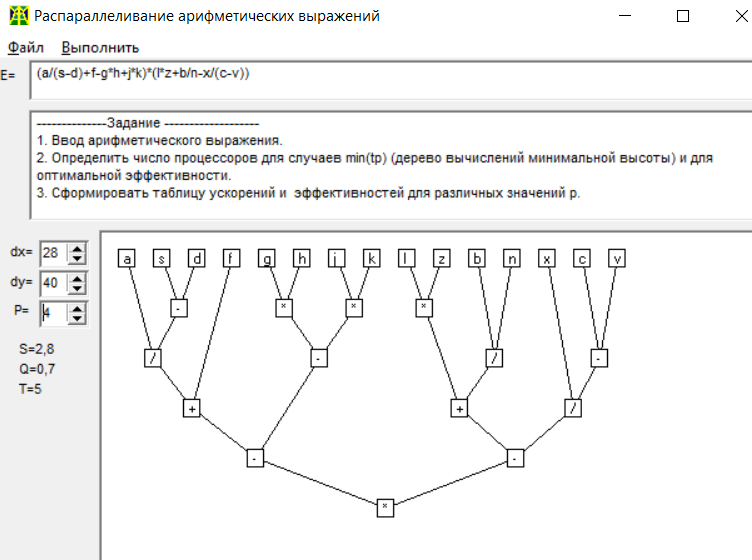 Распараллеливание арифметических выражений
Файл Выполнить
E= (a/(s-d)+f-g*h+j*k)*(l*z+b/n-x/(c-v))
--------------Задание -------------------
1. Ввод арифметического выражения.
2. Определить число процессоров для случаев min(tp) (дерево вычислений минимальной высоты) и для
оптимальной эффективности.
3. Сформировать таблицу ускорений и эффективностей для различных значений p.
dx= 28
dy= 40
P= 4
S=2,8
Q=0,7
T=5
a s d f g h j k l z b n x c v
- * * *
/ - / -
+ + /
- -
*